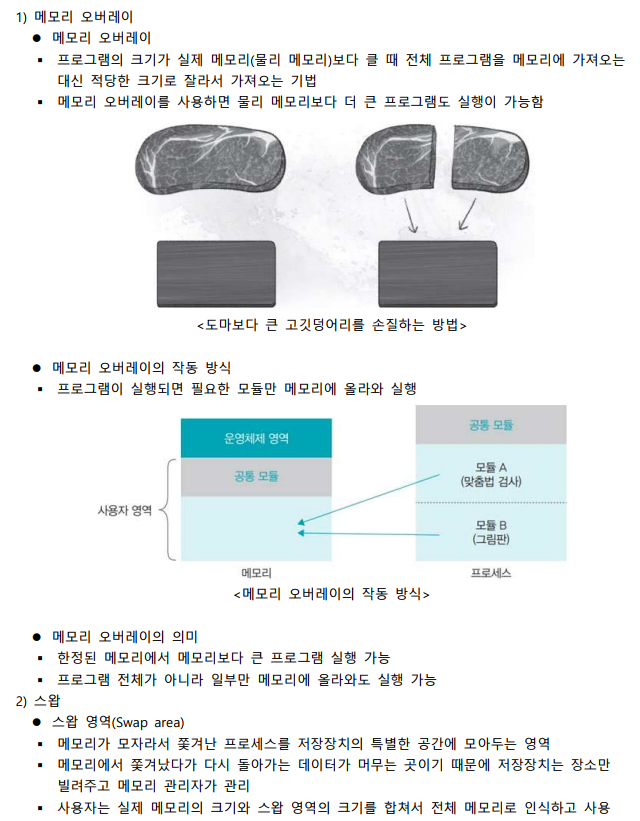 1) 메모리 오버레이
● 메모리 오버레이
▪ 프로그램의 크기가 실제 메모리(물리 메모리)보다 클 때 전체 프로그램을 메모리에 가져오는
대신 적당한 크기로 잘라서 가져오는 기법
▪ 메모리 오버레이를 사용하면 물리 메모리보다 더 큰 프로그램도 실행이 가능함
<도마보다 큰 고깃덩어리를 손질하는 방법>
● 메모리 오버레이의 작동 방식
▪ 프로그램이 실행되면 필요한 모듈만 메모리에 올라와 실행
운영체제 영역
공통 모듈
사용자 영역
메모리
공통 모듈
모듈 A
(맞춤법 검사)
모듈 B
(그림판)
프로세스
<메모리 오버레이의 작동 방식>
● 메모리 오버레이의 의미
▪ 한정된 메모리에서 메모리보다 큰 프로그램 실행 가능
▪ 프로그램 전체가 아니라 일부만 메모리에 올라와도 실행 가능
2) 스왑
● 스왑 영역(Swap area)
▪ 메모리가 모자라서 쫓겨난 프로세스를 저장장치의 특별한 공간에 모아두는 영역
▪ 메모리에서 쫓겨났다가 다시 돌아가는 데이터가 머무는 곳이기 때문에 저장장치는 장소만
빌려주고 메모리 관리자가 관리
▪ 사용자는 실제 메모리의 크기와 스왑 영역의 크기를 합쳐서 전체 메모리로 인식하고 사용